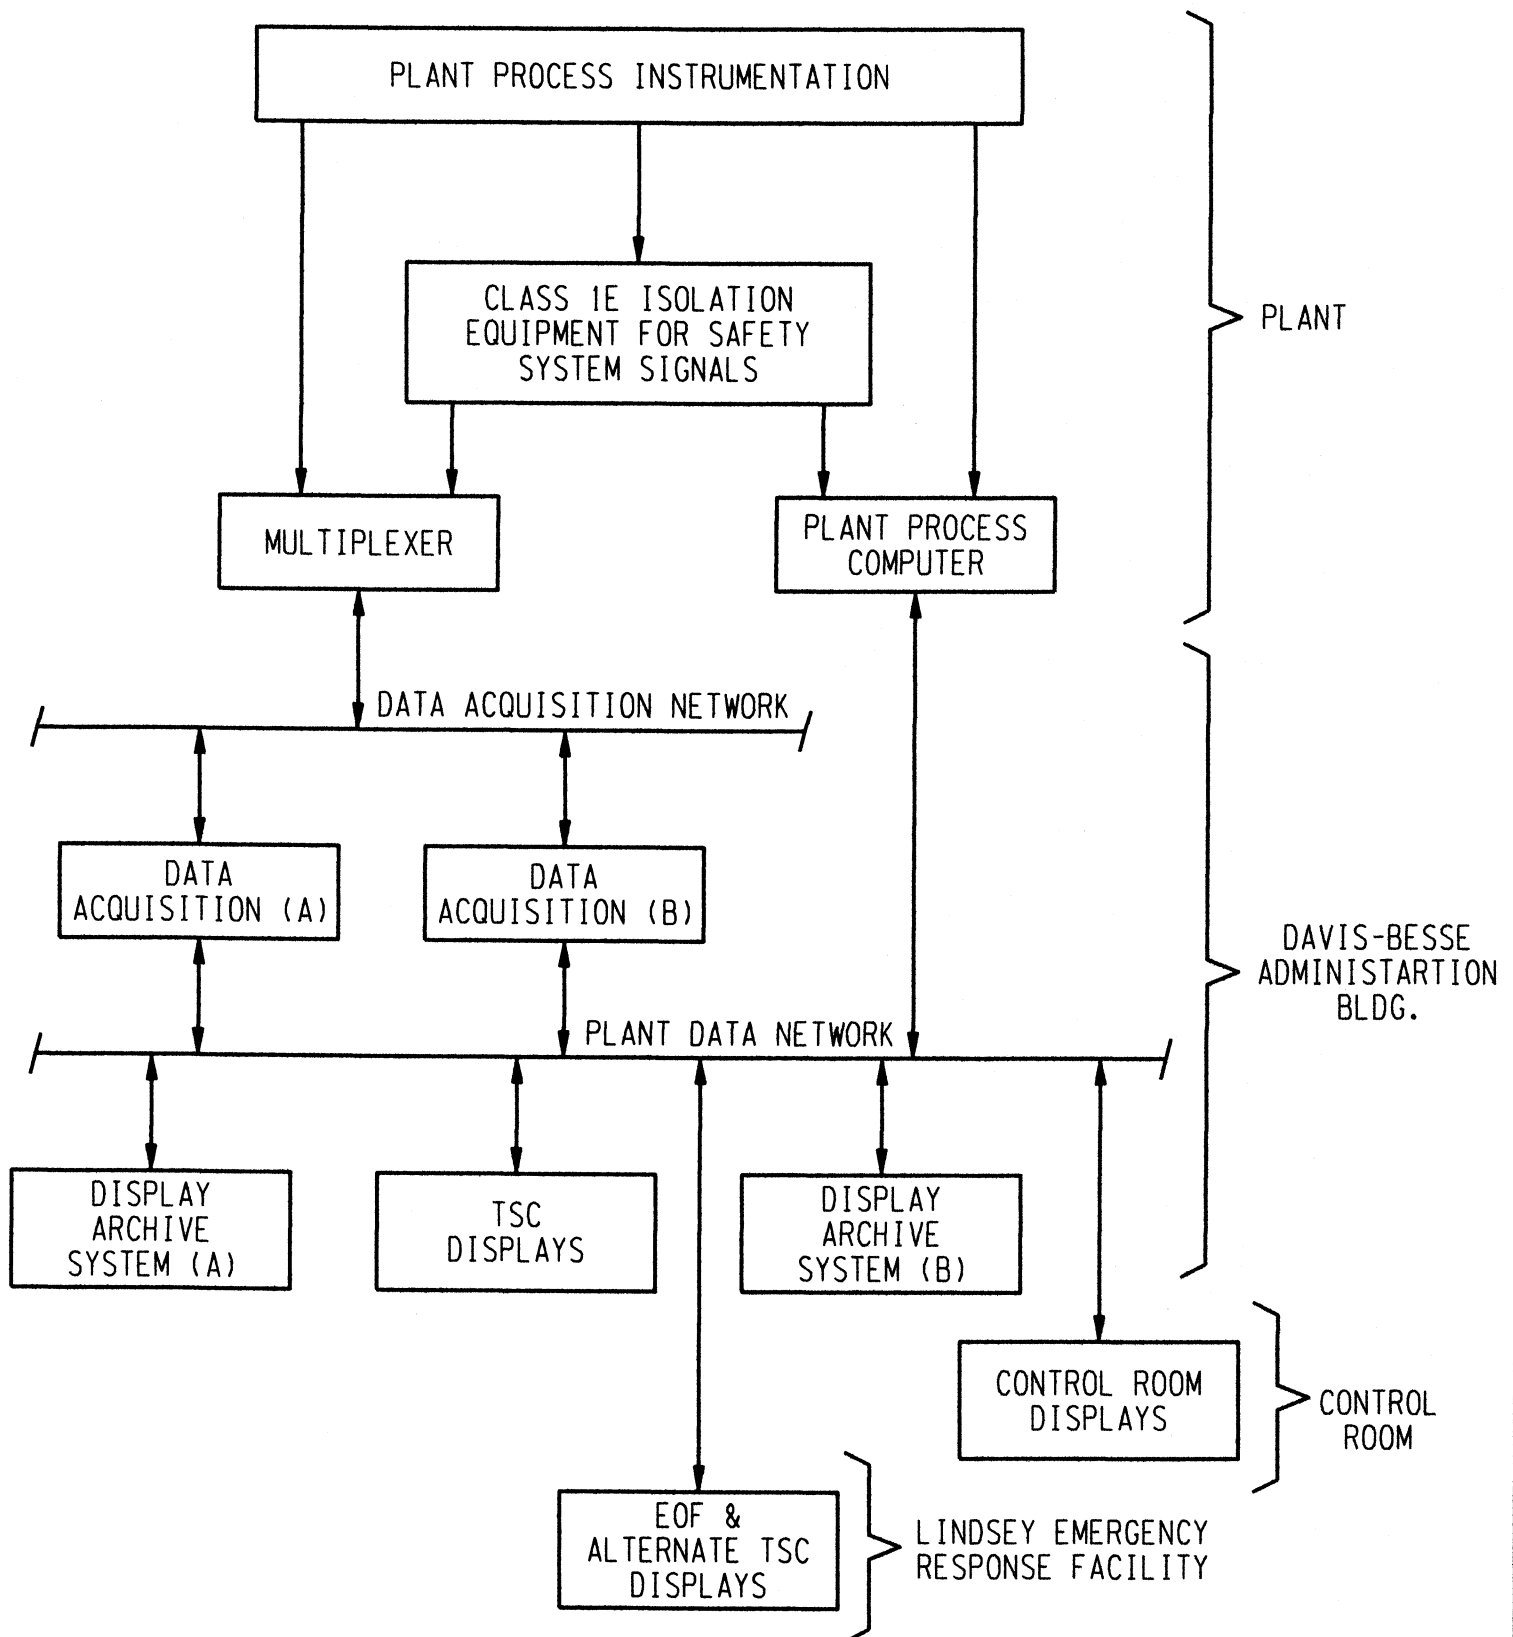 PLANT PROCESS INSTRUMENTATION
CLASS 1E ISOLATION
EQUIPMENT FOR SAFETY
SYSTEM SIGNALS
PLANT
MULTIPLEXER
PLANT PROCESS
COMPUTER
DATA ACQUISITION NETWORK
DATA
ACQUISITION (A)
DATA
ACQUISITION (B)
DAVIS-BESSE
ADMINISTARTION
BLDG.
PLANT DATA NETWORK
DISPLAY
ARCHIVE
SYSTEM (A)
TSC
DISPLAYS
DISPLAY
ARCHIVE
SYSTEM (B)
CONTROL ROOM
DISPLAYS
CONTROL
ROOM
EOF &
ALTERNATE TSC
DISPLAYS
LINDSEY EMERGENCY
RESPONSE FACILITY